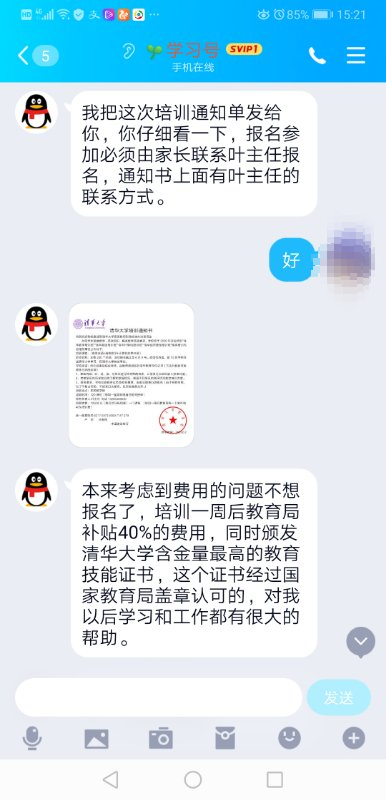 HD 4G 85% 15:21
5 学习号 SVIP1
手机在线
我把这次培训通知单发给
你，你仔细看一下，报名参
加必须由家长联系叶主任报
名，通知书上面有叶主任的
联系方式。
好
清华大学
清华大学培训通知书
本来考虑到费用的问题不想
报名了，培训一周后教育局
补贴40%的费用，同时颁发
清华大学含金量最高的教育
技能证书，这个证书经过国
家教育局盖章认可的，对我
以后学习和工作都有很大的
帮助。
发送